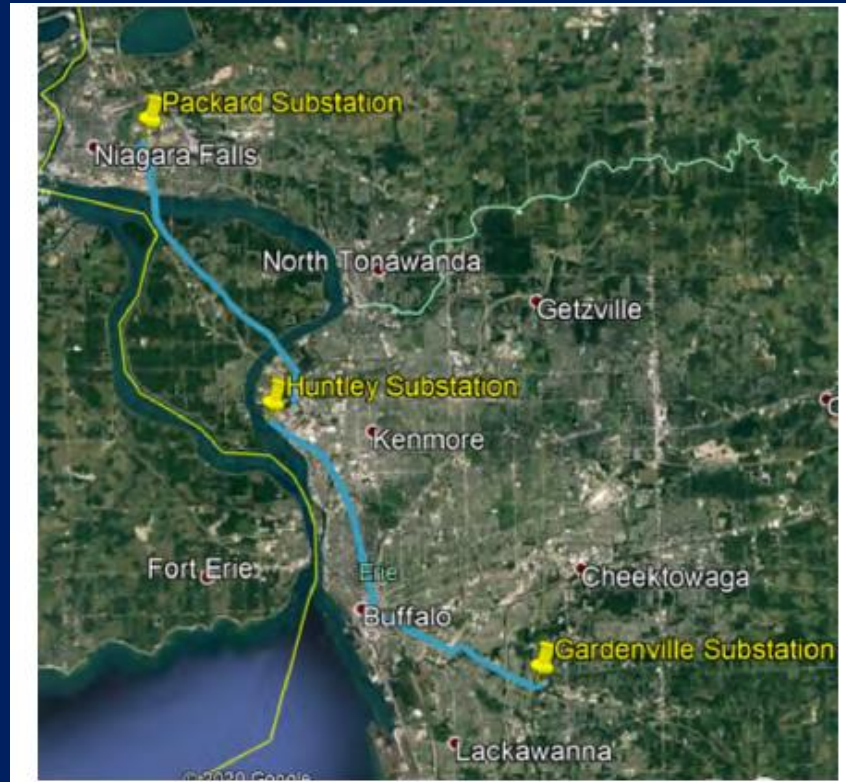 Packard Substation
Niagara Falls
North Tonawanda
Getzville
Huntley Substation
Kenmore
Fort Erie
Erie
Cheektowaga
Buffalo
Gardenville Substation
Lackawanna
© 2020 Google